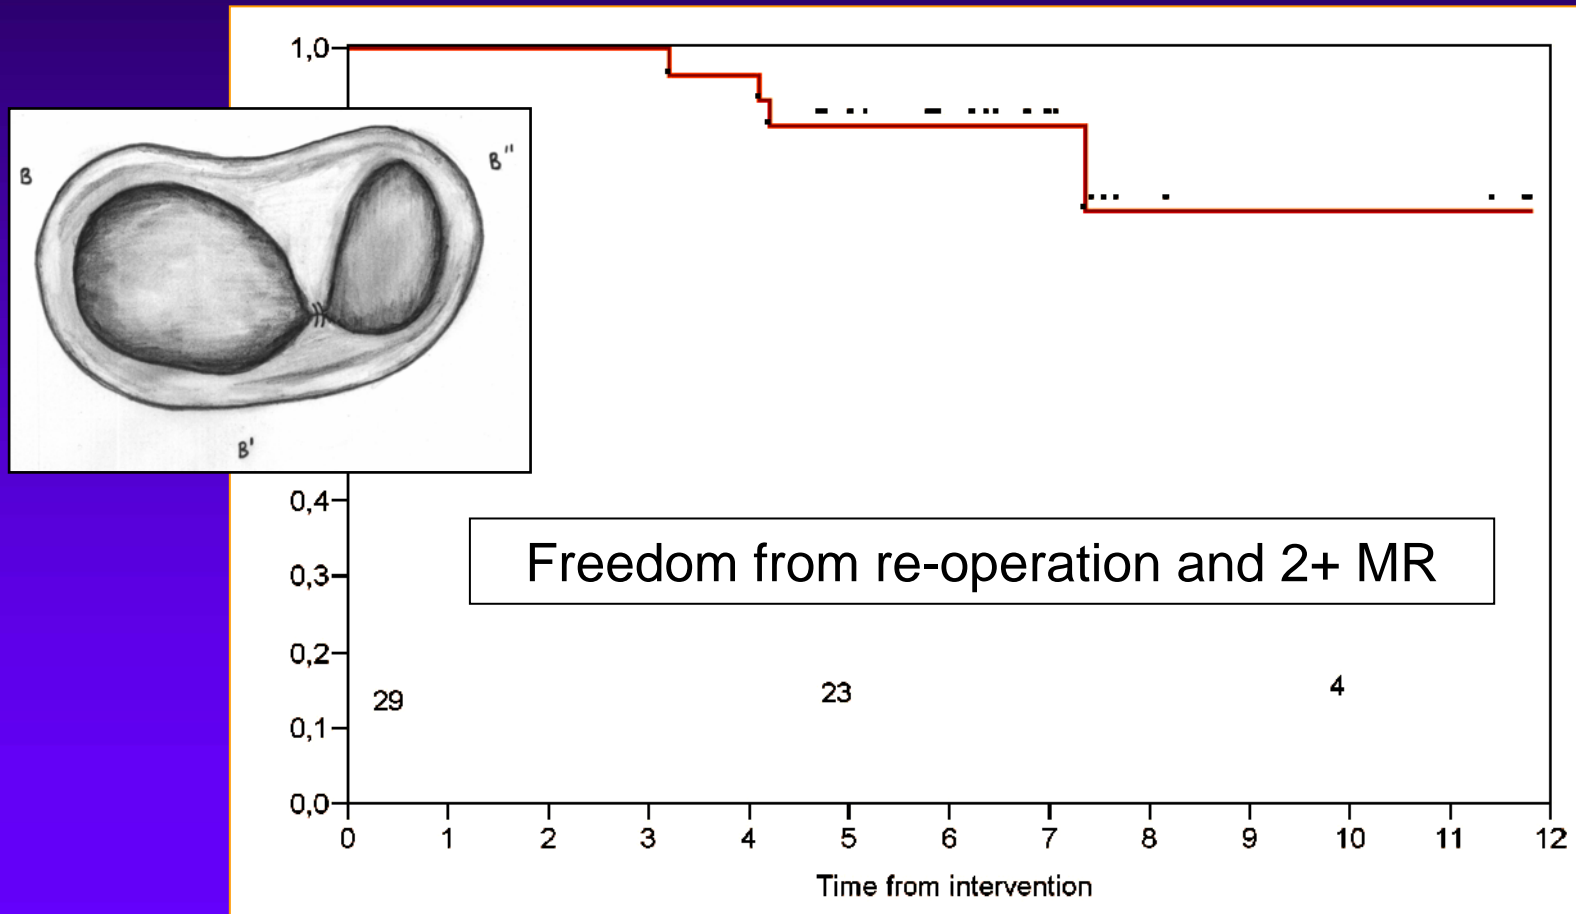 1,0
B
B"
B'
0,4
Freedom from re-operation and 2+ MR
0,3
0,2
29 23 4
0,1
0,0
0 1 2 3 4 5 6 7 8 9 10 11 12
Time from intervention